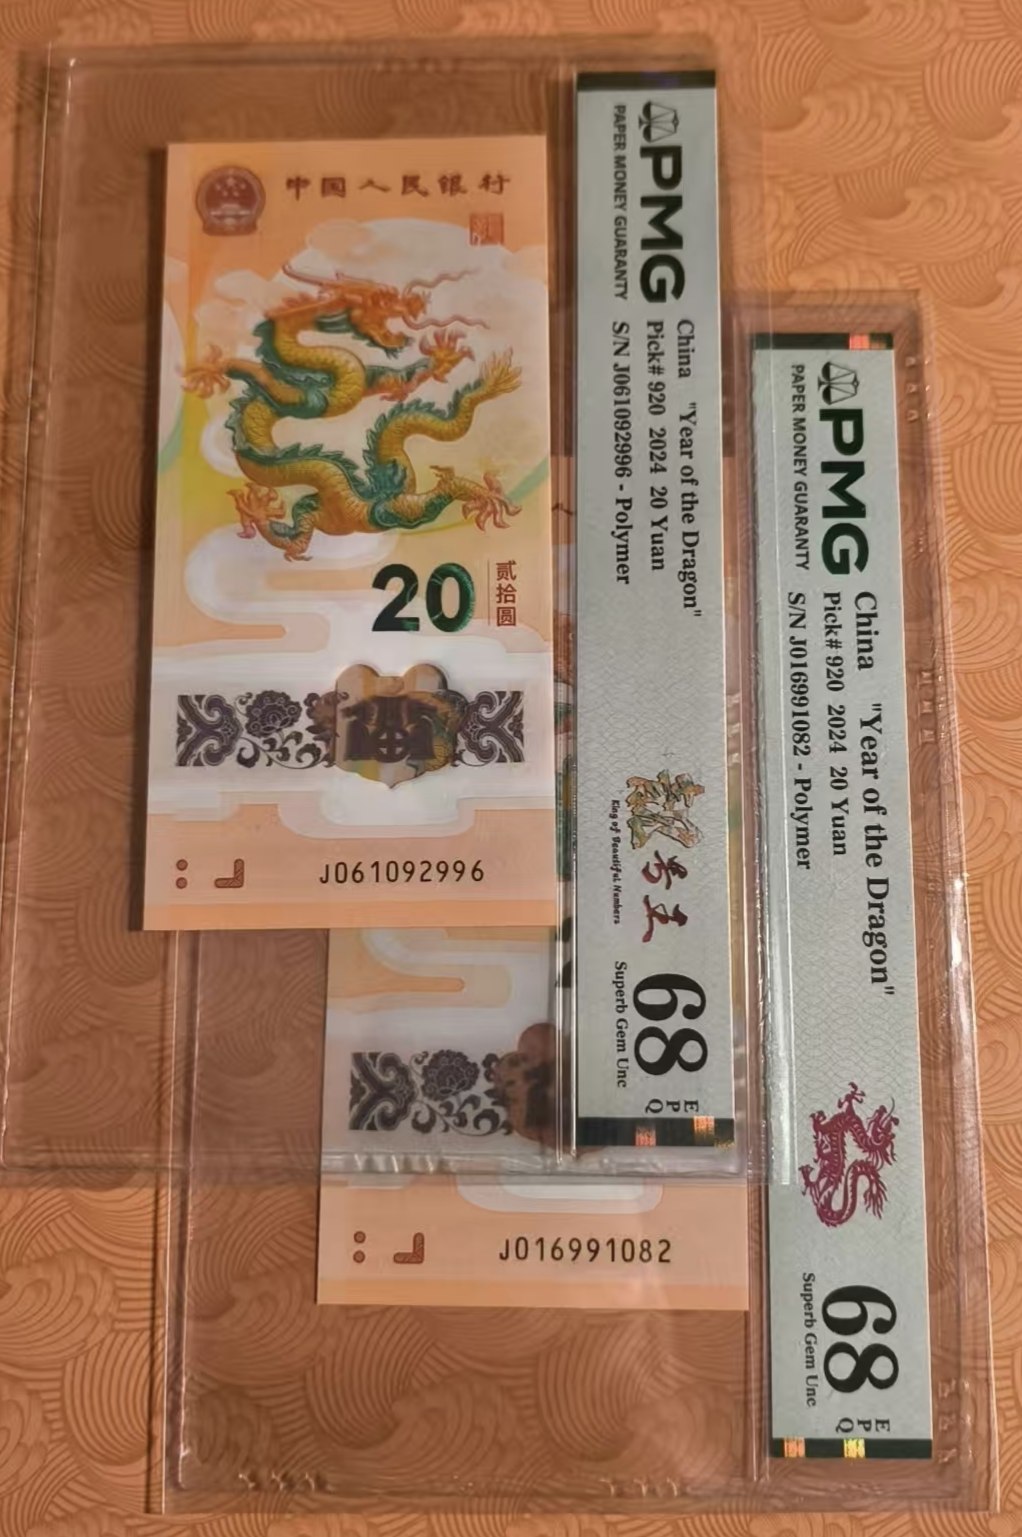 中国人民银行
20
贰拾圆
J061092996
PMG
PAPER MONEY GUARANTY
China "Year of the Dragon"
Pick# 920 2024 20 Yuan
S/N J061092996 - Polymer
靓号王
King of Beautiful Numbers
68
Superb Gem Unc
EPQ
J016991082
PMG
PAPER MONEY GUARANTY
China "Year of the Dragon"
Pick# 920 2024 20 Yuan
S/N J016991082 - Polymer
68
Superb Gem Unc
EPQ